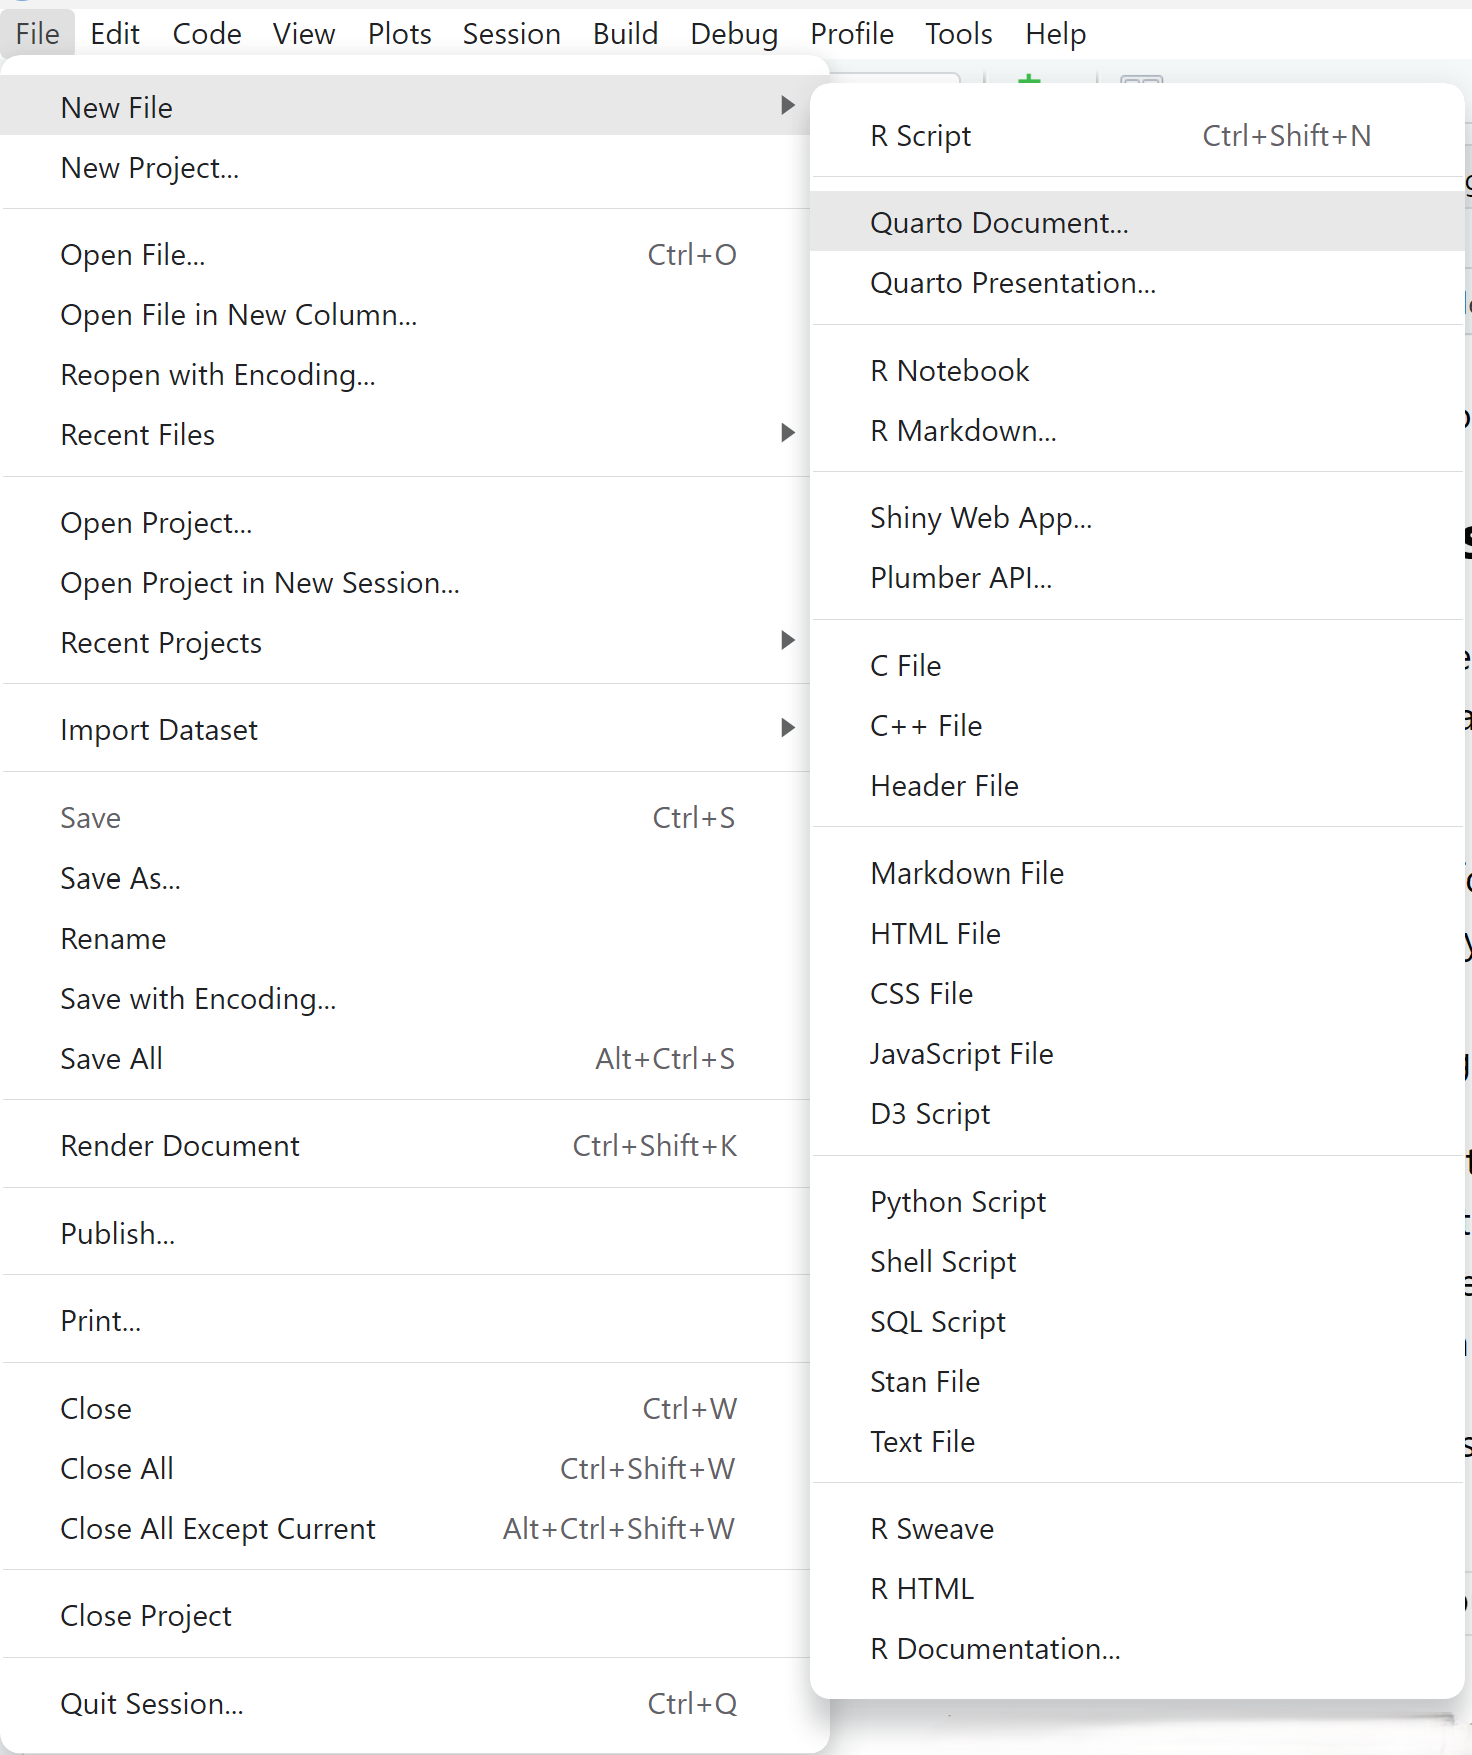 File Edit Code View Plots Session Build Debug Profile Tools Help
New File
New Project...
Open File... Ctrl+O
Open File in New Column...
Reopen with Encoding...
Recent Files
Open Project...
Open Project in New Session...
Recent Projects
Import Dataset
Save Ctrl+S
Save As...
Rename
Save with Encoding...
Save All Alt+Ctrl+S
Render Document Ctrl+Shift+K
Publish...
Print...
Close Ctrl+W
Close All Ctrl+Shift+W
Close All Except Current Alt+Ctrl+Shift+W
Close Project
Quit Session... Ctrl+Q
R Script Ctrl+Shift+N
Quarto Document...
Quarto Presentation...
R Notebook
R Markdown...
Shiny Web App...
Plumber API...
C File
C++ File
Header File
Markdown File
HTML File
CSS File
JavaScript File
D3 Script
Python Script
Shell Script
SQL Script
Stan File
Text File
R Sweave
R HTML
R Documentation...